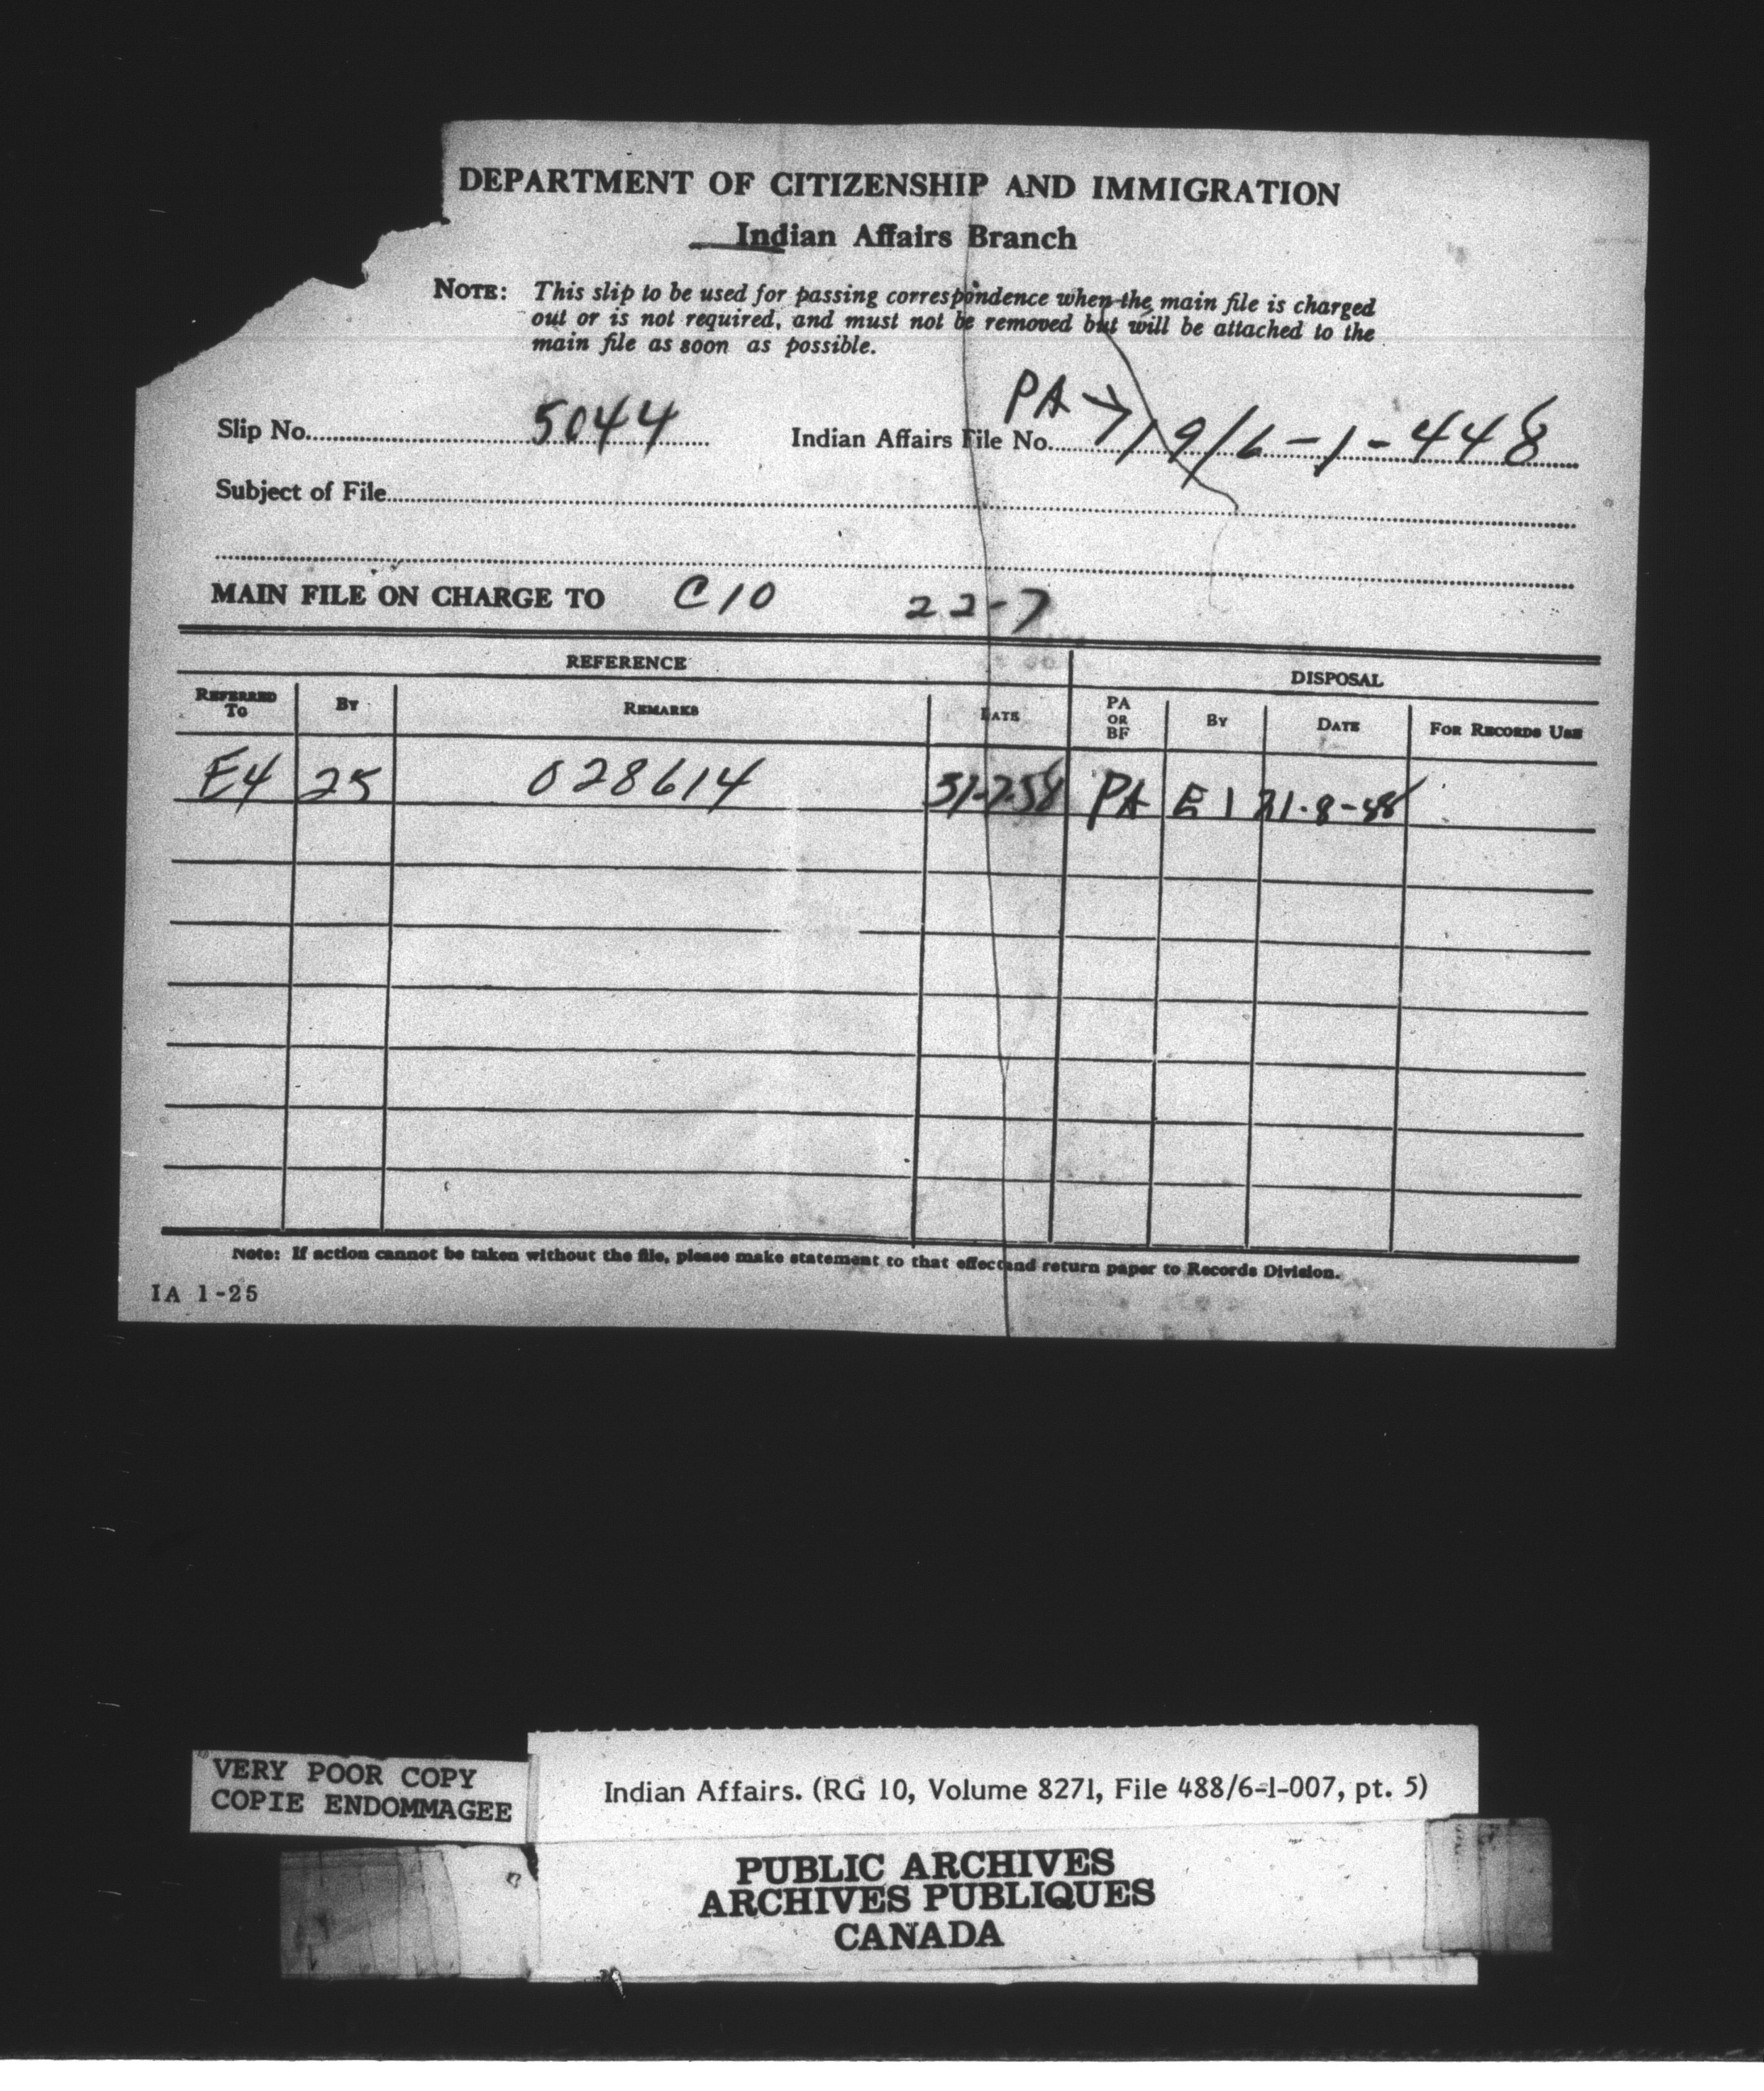 DEPARTMENT OF CITIZENSHIP AND IMMIGRATION
Indian Affairs Branch
NOTE: This slip to be used for passing correspondence when the main file is charged
out or is not required, and must not be removed but will be attached to the
main file as soon as possible.
PA →
Slip No. 5044 Indian Affairs File No. 19/6-1-448
Subject of File
MAIN FILE ON CHARGE TO C10 22-7
REFERENCE DISPOSAL
REFERRED TO BY REMARKS DATE PA OR BF BY DATE FOR RECORDS USE
E4 25 028614 31-7-58 PA E1 21-8-58
Note: If action cannot be taken without the file, please make statement to that effect and return paper to Records Division.
IA 1-25
VERY POOR COPY
COPIE ENDOMMAGEE
Indian Affairs. (RG 10, Volume 8271, File 488/6-1-007, pt. 5)
PUBLIC ARCHIVES
ARCHIVES PUBLIQUES
CANADA